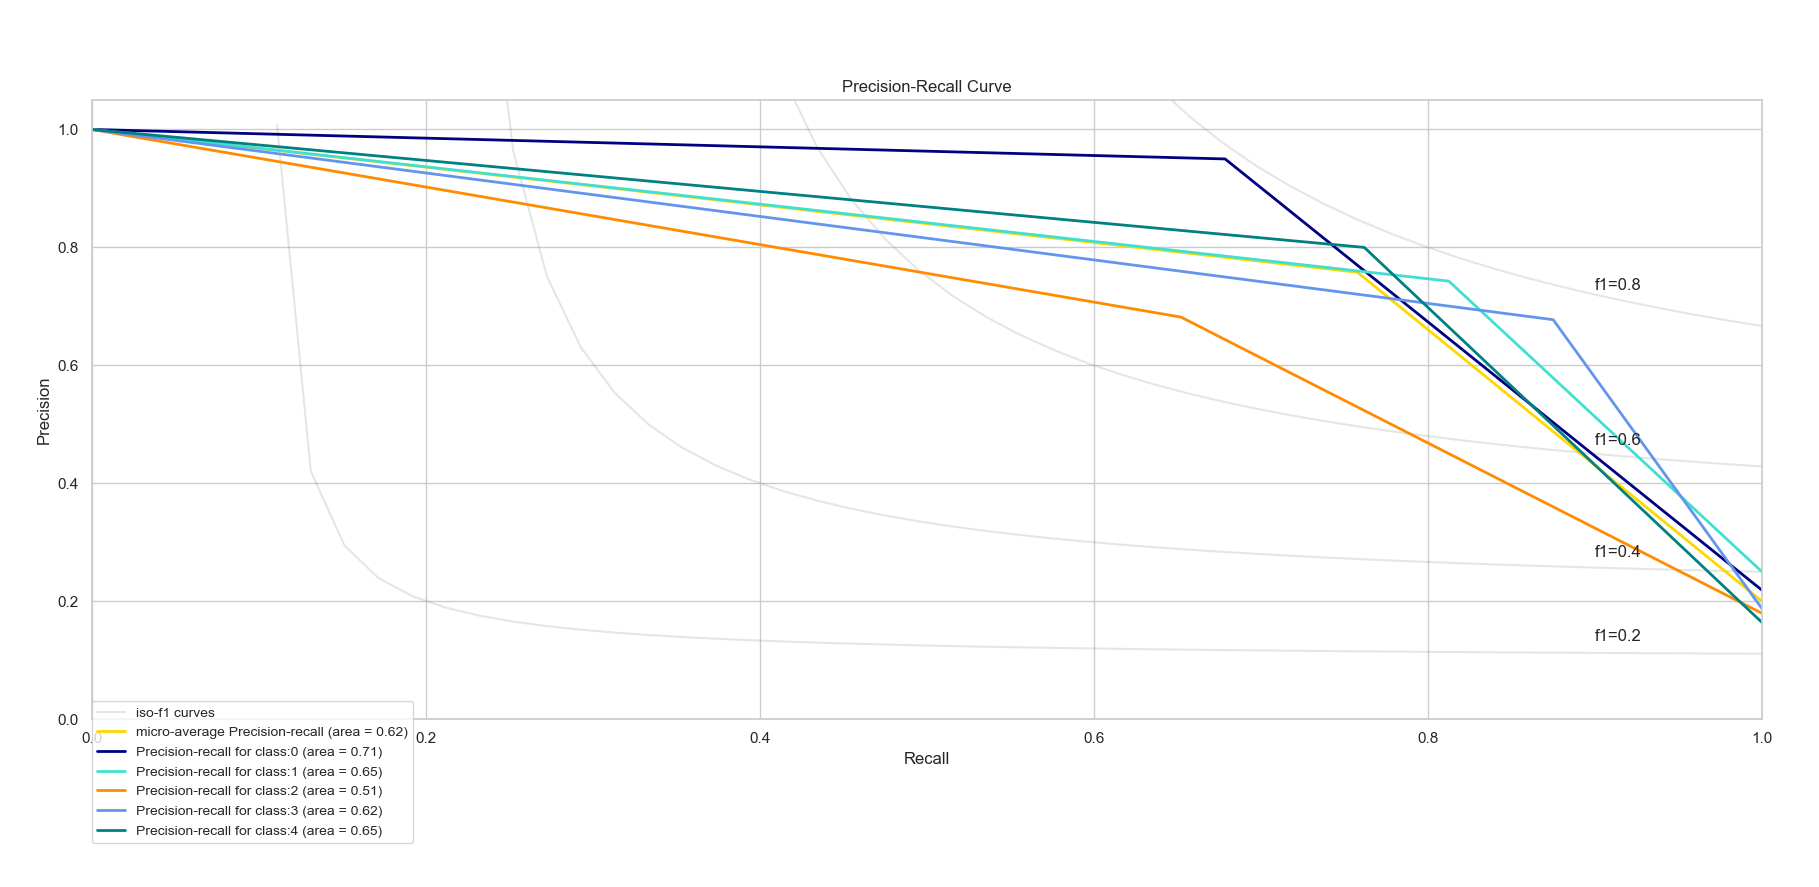 Precision-Recall Curve
1.0
0.8
0.6
0.4
0.2
0.0
Precision
f1=0.8
f1=0.6
f1=0.4
f1=0.2
0.0 0.2 0.4 0.6 0.8 1.0
Recall
iso-f1 curves
micro-average Precision-recall (area = 0.62)
Precision-recall for class:0 (area = 0.71)
Precision-recall for class:1 (area = 0.65)
Precision-recall for class:2 (area = 0.51)
Precision-recall for class:3 (area = 0.62)
Precision-recall for class:4 (area = 0.65)